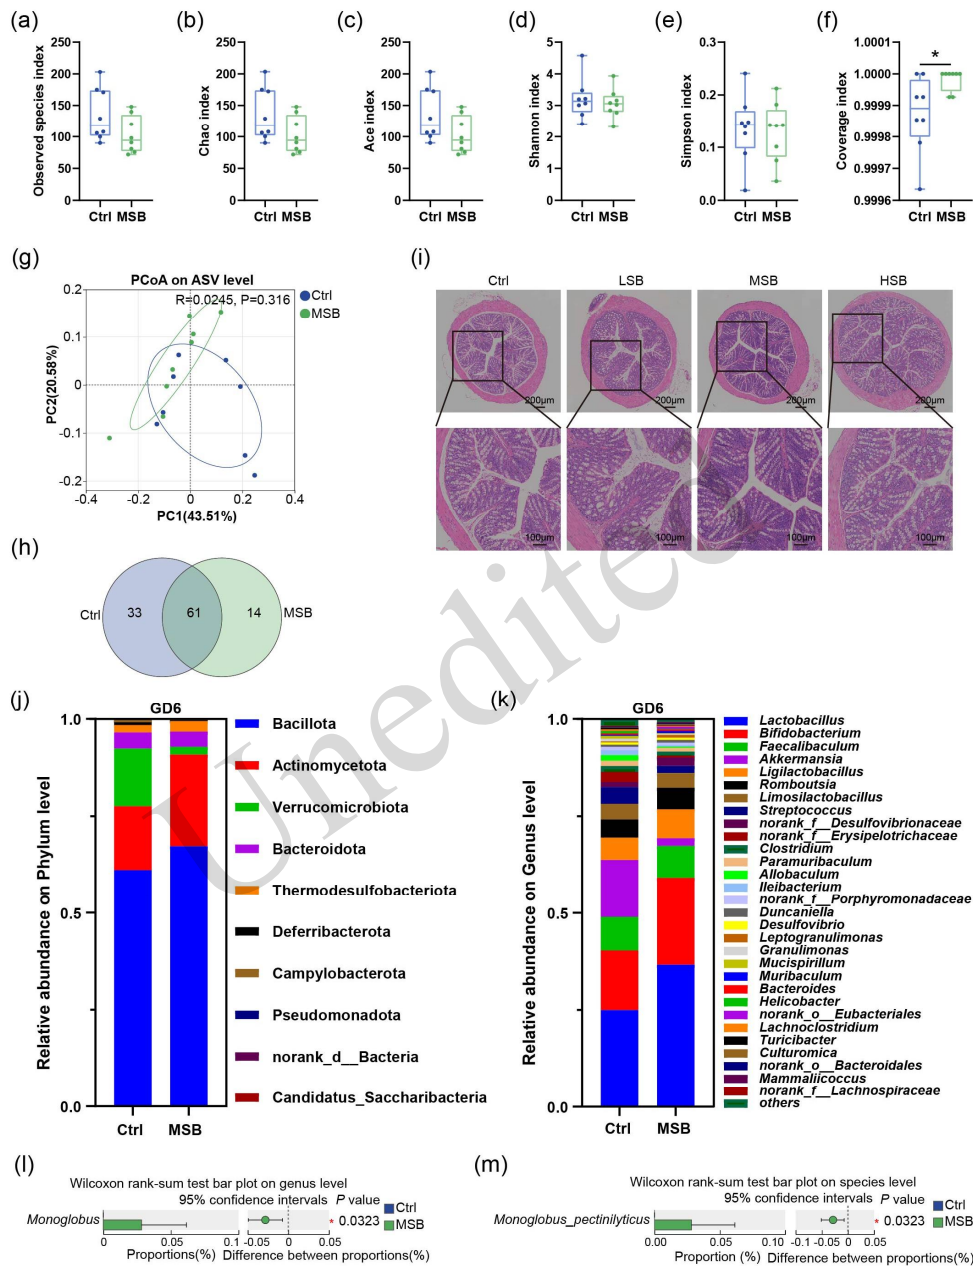 (a)
(b)
(c)
(d)
(e)
(f)
250
200
150
100
50
0
Observed species index
Ctrl MSB
250
200
150
100
50
0
Chao index
Ctrl MSB
250
200
150
100
50
0
Ace index
Ctrl MSB
5
4
3
2
1
0
Shannon index
Ctrl MSB
0.3
0.2
0.1
0.0
Simpson index
Ctrl MSB
1.0001
1.0000
0.9999
0.9998
0.9997
0.9996
Coverage index
*
Ctrl MSB
(g)
PCoA on ASV level
R=0.0245, P=0.316
Ctrl
MSB
0.2
0.1
0
-0.1
-0.2
PC2(20.58%)
-0.4
-0.2
0
0.2
0.4
PC1(43.51%)
(i)
Ctrl
LSB
MSB
HSB
200μm
200μm
200μm
200μm
100μm
100μm
100μm
100μm
(h)
Ctrl
33
61
14
MSB
Unedited
(j)
GD6
1.0
0.5
0.0
Relative abundance on Phylum level
Ctrl
MSB
Bacillota
Actinomycetota
Verrucomicrobiota
Bacteroidota
Thermodesulfobacteriota
Deferribacterota
Campylobacterota
Pseudomonadota
norank_d__Bacteria
Candidatus_Saccharibacteria
(k)
GD6
1.0
0.5
0.0
Relative abundance on Genus level
Ctrl
MSB
Lactobacillus
Bifidobacterium
Faecalibaculum
Akkermansia
Ligilactobacillus
Romboutsia
Limosilactobacillus
Streptococcus
norank_f__Desulfovibrionaceae
norank_f__Erysipelotrichaceae
Clostridium
Paramuribaculum
Allobaculum
Ileibacterium
norank_f__Porphyromonadaceae
Duncaniella
Desulfovibrio
Leptogranulimonas
Granulimonas
Mucispirillum
Muribaculum
Bacteroides
Helicobacter
norank_o__Eubacteriales
Lachnoclostridium
Turicibacter
Culturomica
norank_o__Bacteroidales
Mammaliicoccus
norank_f__Lachnospiraceae
others
(l)
Wilcoxon rank-sum test bar plot on genus level
95% confidence intervals
P value
Ctrl
MSB
Monoglobus
* 0.0323
0
0.05
0.1
-0.05
0
0.05
Proportions(%)
Difference between proportions(%)
(m)
Wilcoxon rank-sum test bar plot on species level
95% confidence intervals
P value
Ctrl
MSB
Monoglobus_pectinilyticus
* 0.0323
0.00
0.05
0.10
-0.1
-0.05
0
0.05
Proportion (%)
Difference between proportions(%)